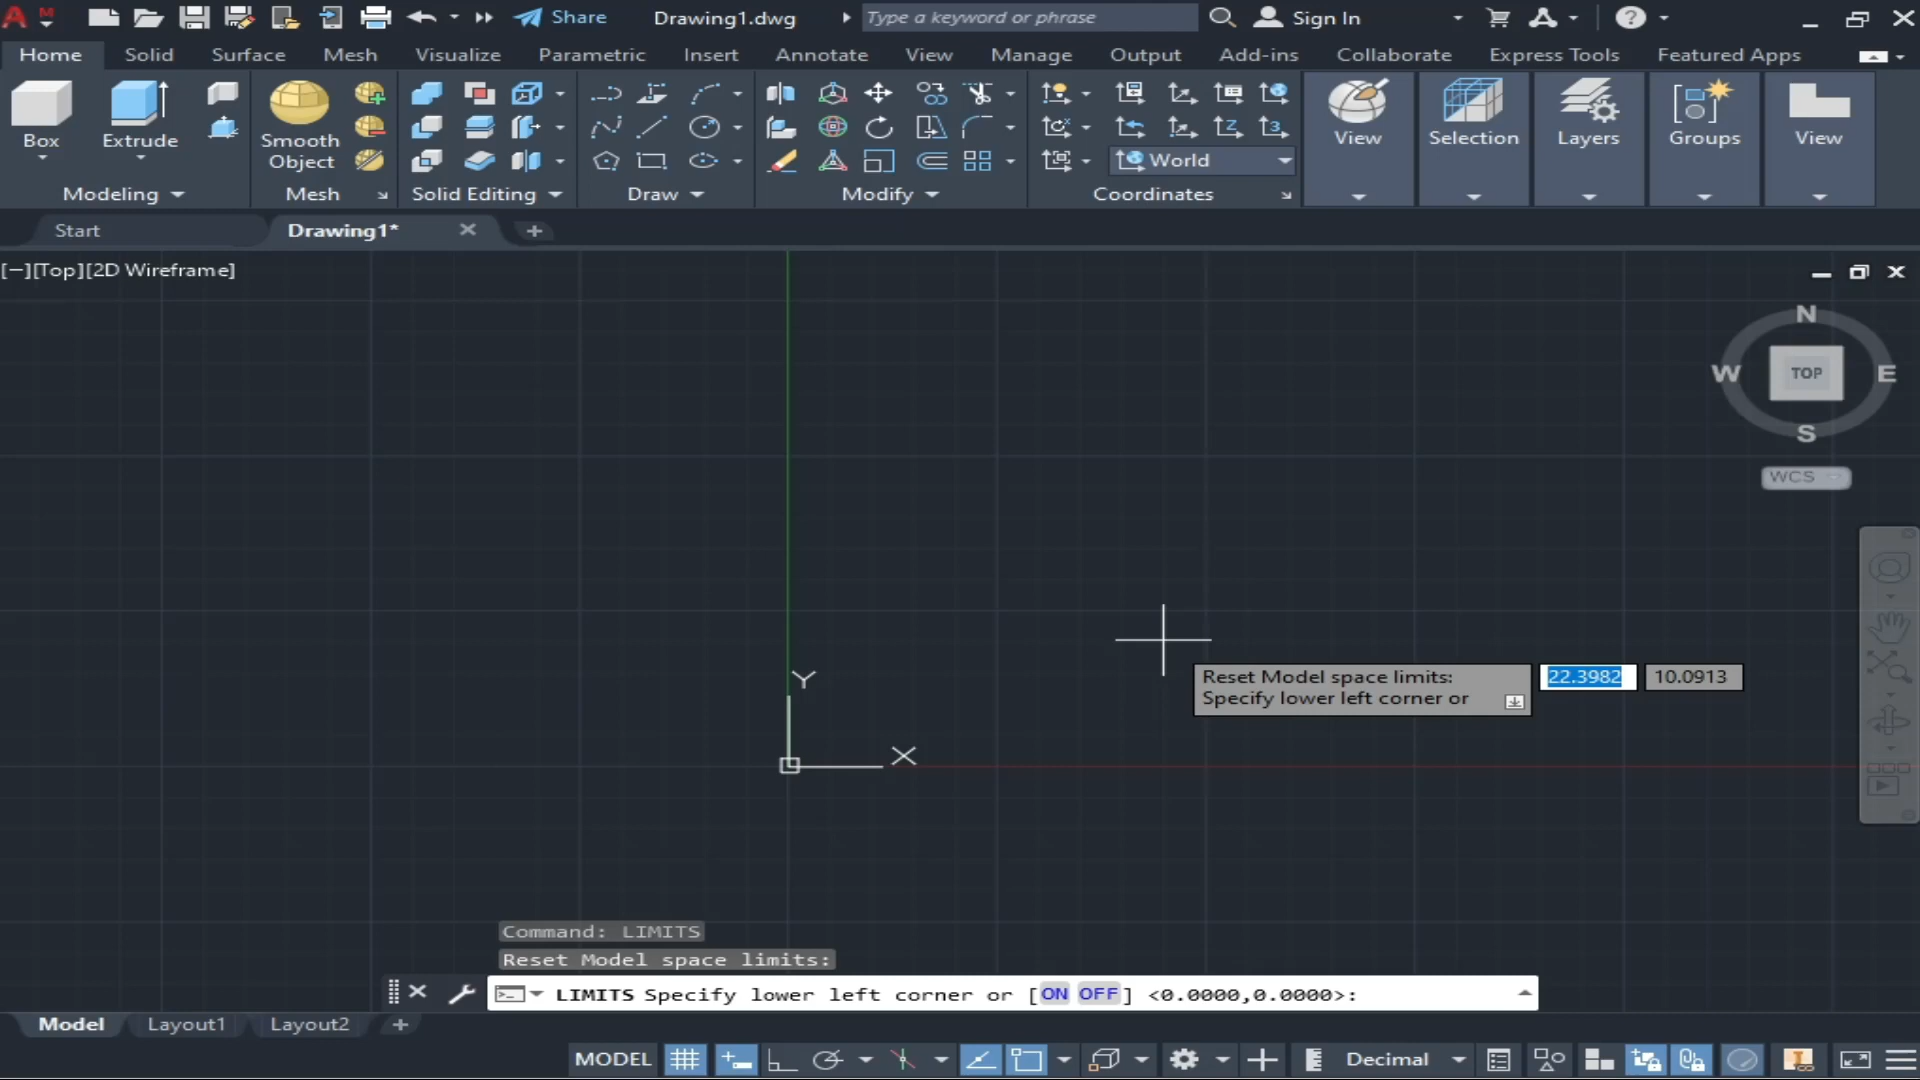 A M Share Drawing1.dwg Type a keyword or phrase Sign In ?
Home Solid Surface Mesh Visualize Parametric Insert Annotate View Manage Output Add-ins Collaborate Express Tools Featured Apps
Box Extrude Smooth Object View Selection Layers Groups View
World
Modeling Mesh Solid Editing Draw Modify Coordinates
Start Drawing1*
[−][Top][2D Wireframe]
N
W TOP E
S
WCS
Y
X
Reset Model space limits: 22.3982 10.0913
Specify lower left corner or
Command: LIMITS
Reset Model space limits:
LIMITS Specify lower left corner or [ON OFF] <0.0000,0.0000>:
Model Layout1 Layout2
MODEL Decimal